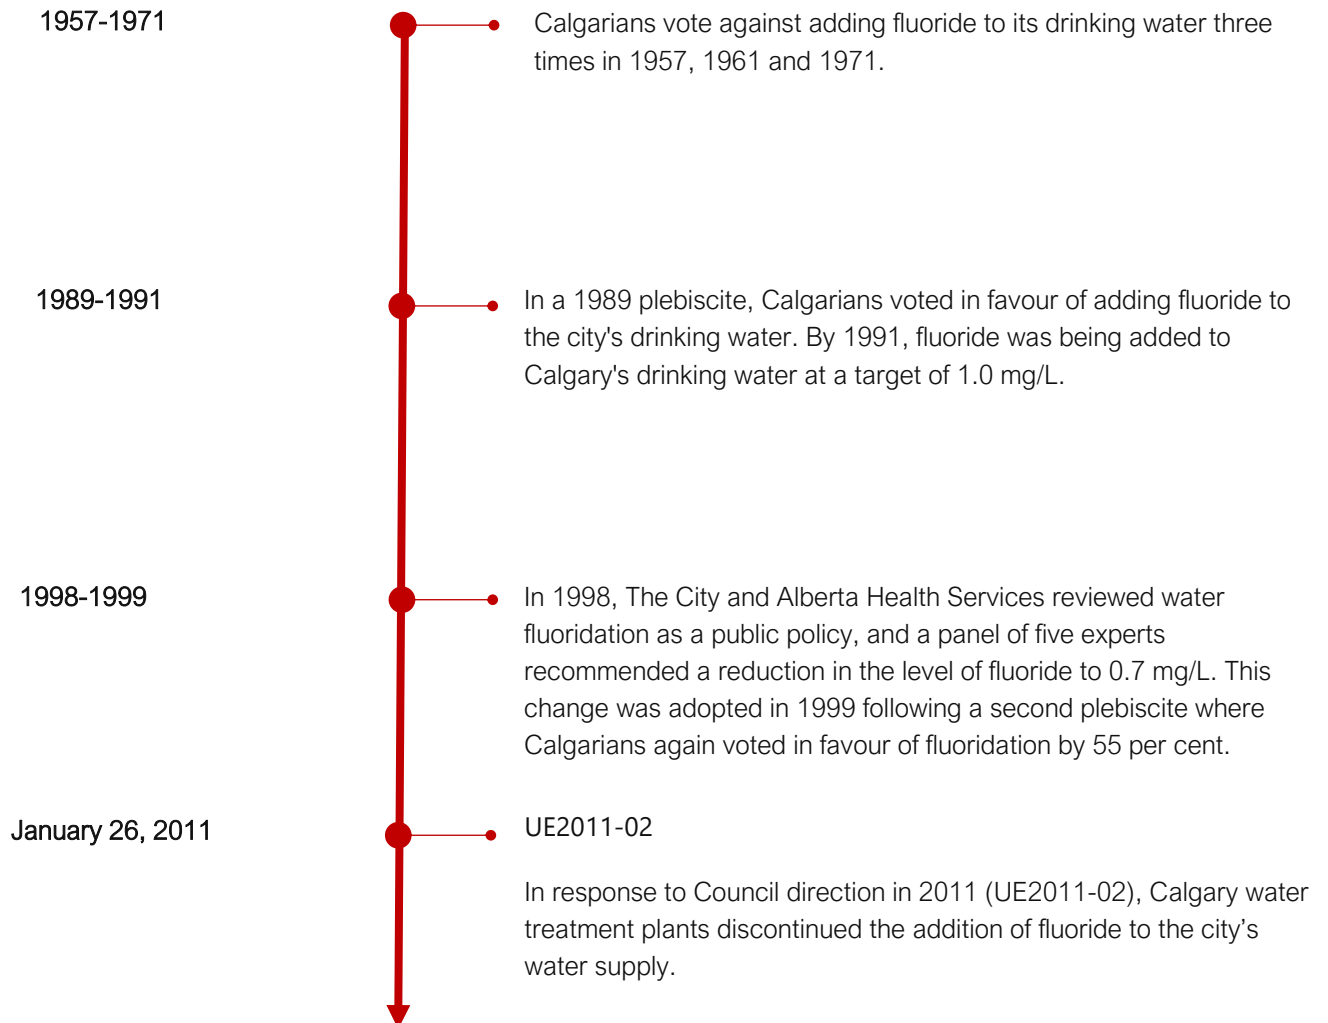 1957-1971
Calgarians vote against adding fluoride to its drinking water three
times in 1957, 1961 and 1971.
1989-1991
In a 1989 plebiscite, Calgarians voted in favour of adding fluoride to
the city's drinking water. By 1991, fluoride was being added to
Calgary's drinking water at a target of 1.0 mg/L.
1998-1999
In 1998, The City and Alberta Health Services reviewed water
fluoridation as a public policy, and a panel of five experts
recommended a reduction in the level of fluoride to 0.7 mg/L. This
change was adopted in 1999 following a second plebiscite where
Calgarians again voted in favour of fluoridation by 55 per cent.
January 26, 2011
UE2011-02
In response to Council direction in 2011 (UE2011-02), Calgary water
treatment plants discontinued the addition of fluoride to the city’s
water supply.